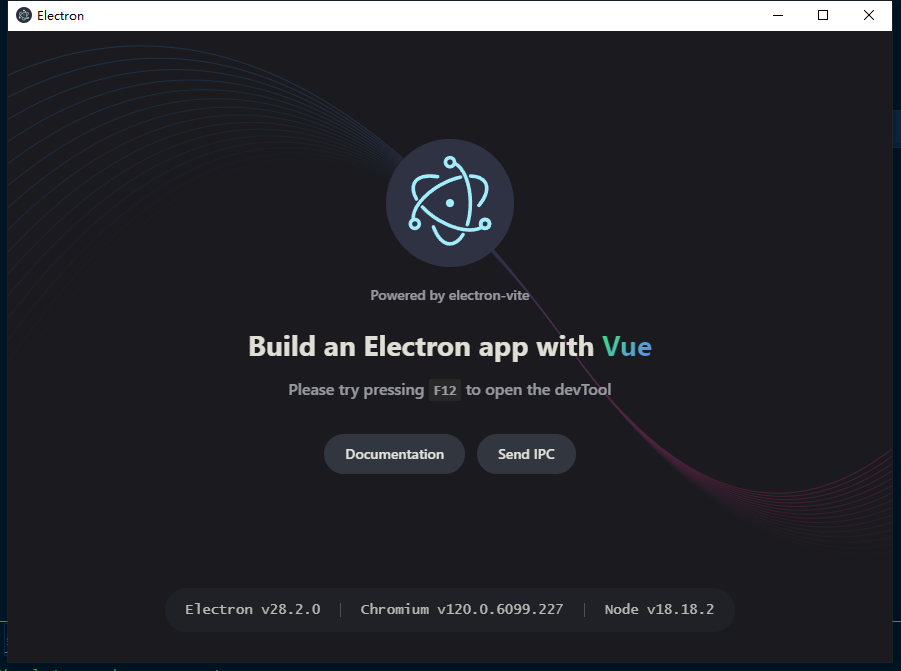 Electron
Powered by electron-vite
Build an Electron app with Vue
Please try pressing F12 to open the devTool
Documentation Send IPC
Electron v28.2.0 Chromium v120.0.6099.227 Node v18.18.2